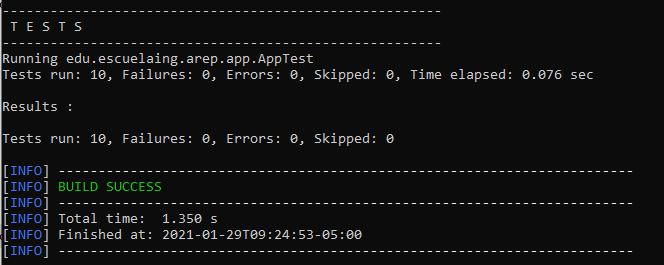 -------------------------------------------------------
 T E S T S
-------------------------------------------------------
Running edu.escuelaing.arep.app.AppTest
Tests run: 10, Failures: 0, Errors: 0, Skipped: 0, Time elapsed: 0.076 sec

Results :

Tests run: 10, Failures: 0, Errors: 0, Skipped: 0

[INFO] ------------------------------------------------------------------------
[INFO] BUILD SUCCESS
[INFO] ------------------------------------------------------------------------
[INFO] Total time:  1.350 s
[INFO] Finished at: 2021-01-29T09:24:53-05:00
[INFO] ------------------------------------------------------------------------